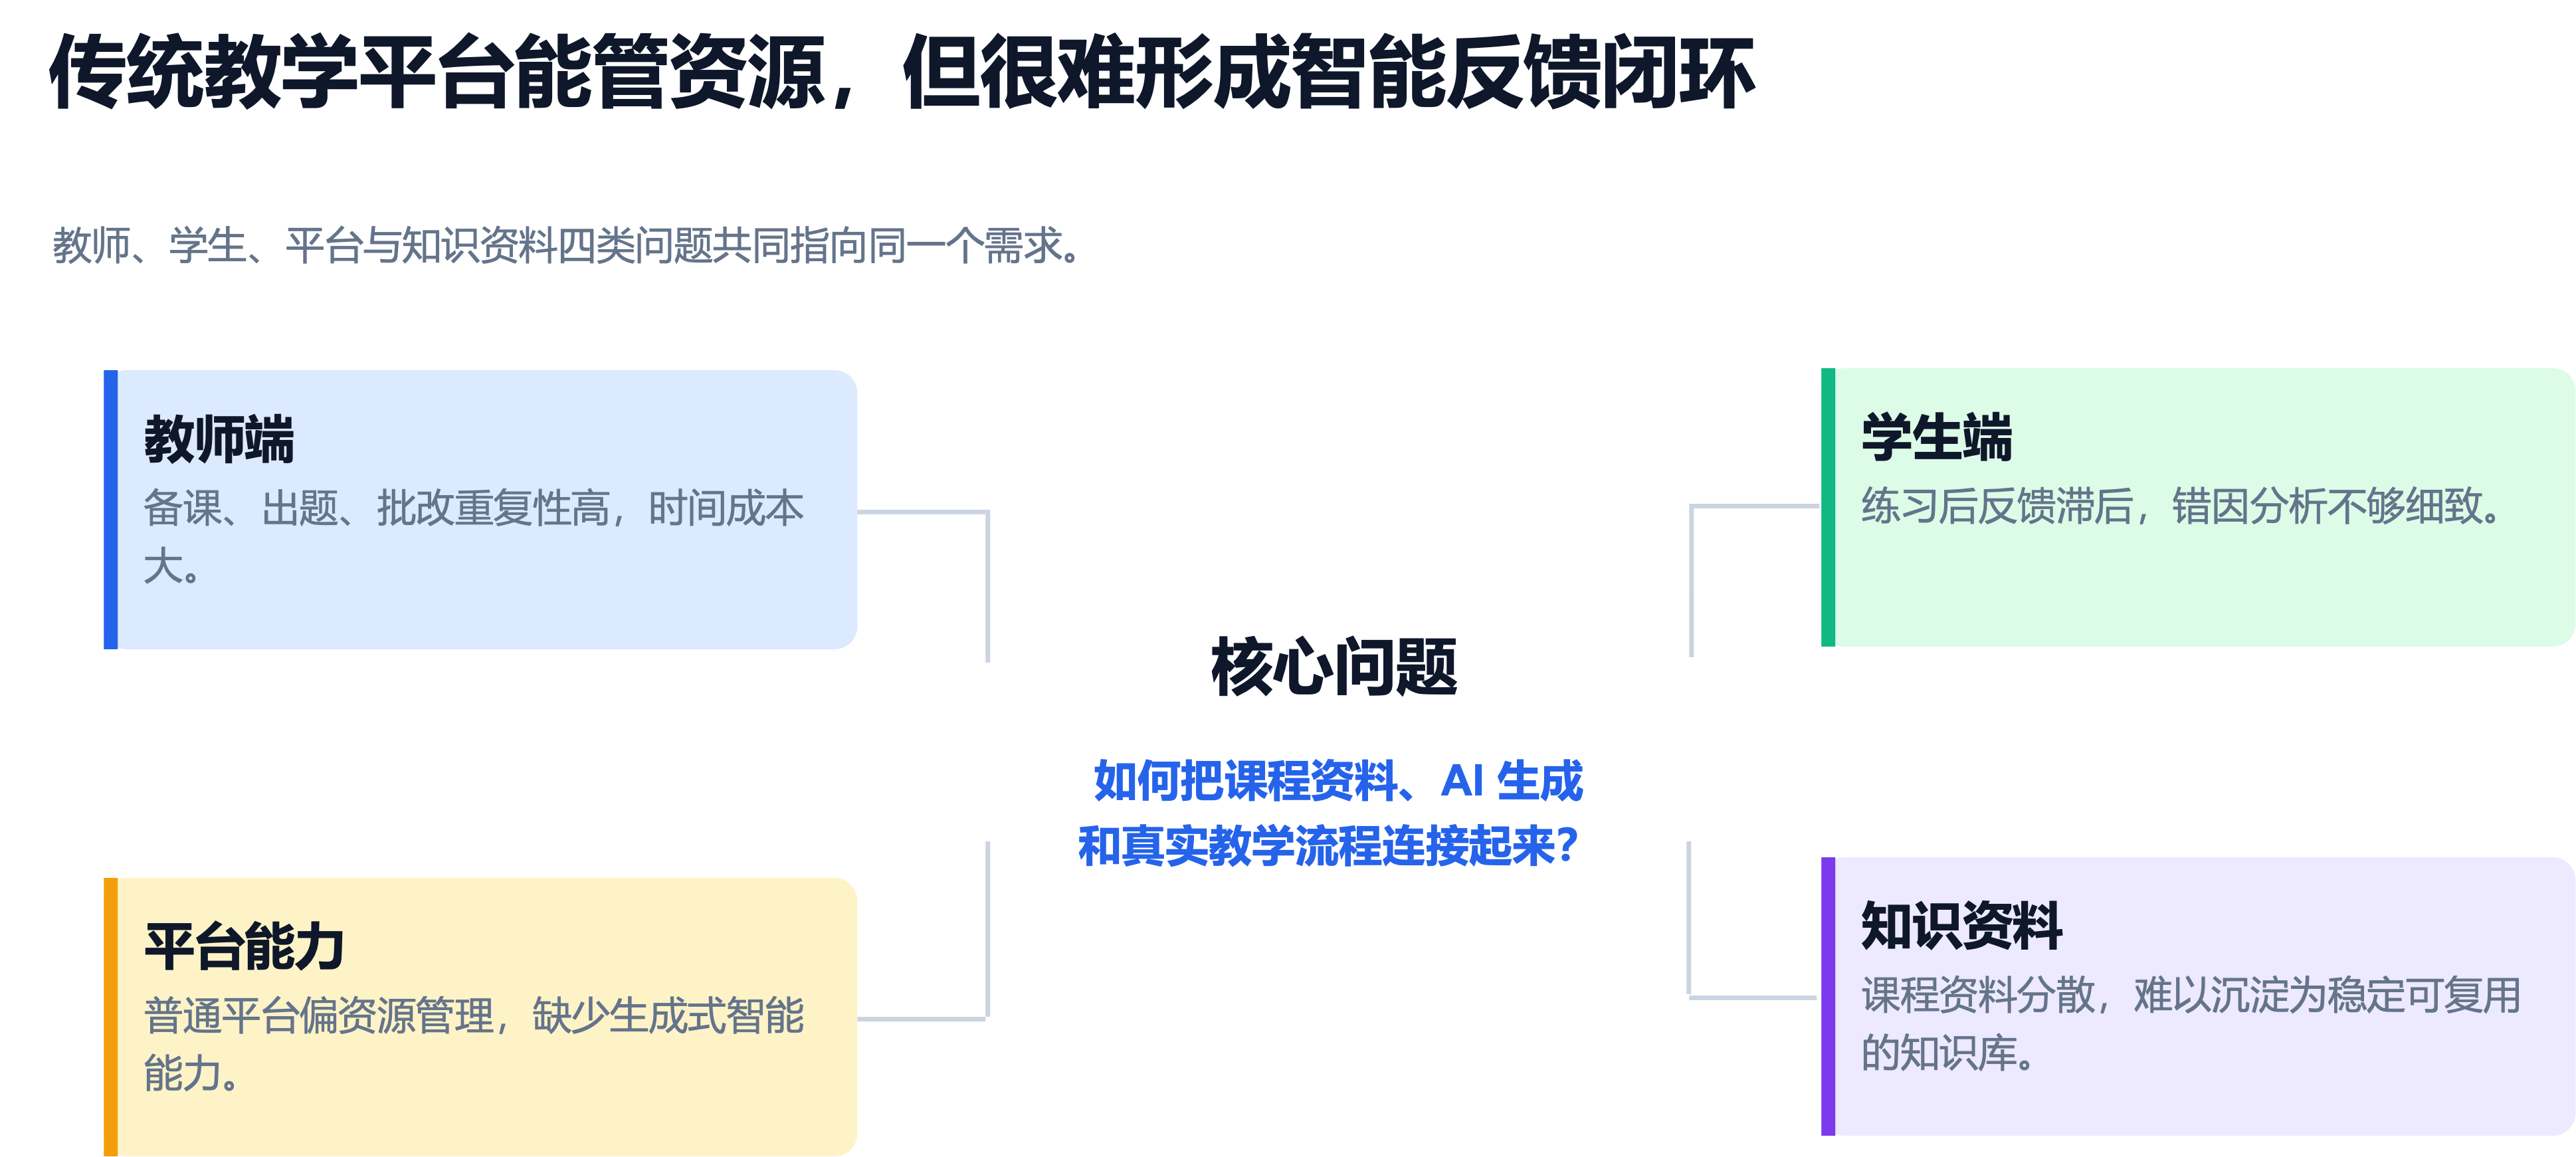 传统教学平台能管资源，但很难形成智能反馈闭环
教师、学生、平台与知识资料四类问题共同指向同一个需求。
教师端
备课、出题、批改重复性高，时间成本
大。
学生端
练习后反馈滞后，错因分析不够细致。
核心问题
如何把课程资料、AI 生成
和真实教学流程连接起来？
平台能力
普通平台偏资源管理，缺少生成式智能
能力。
知识资料
课程资料分散，难以沉淀为稳定可复用
的知识库。